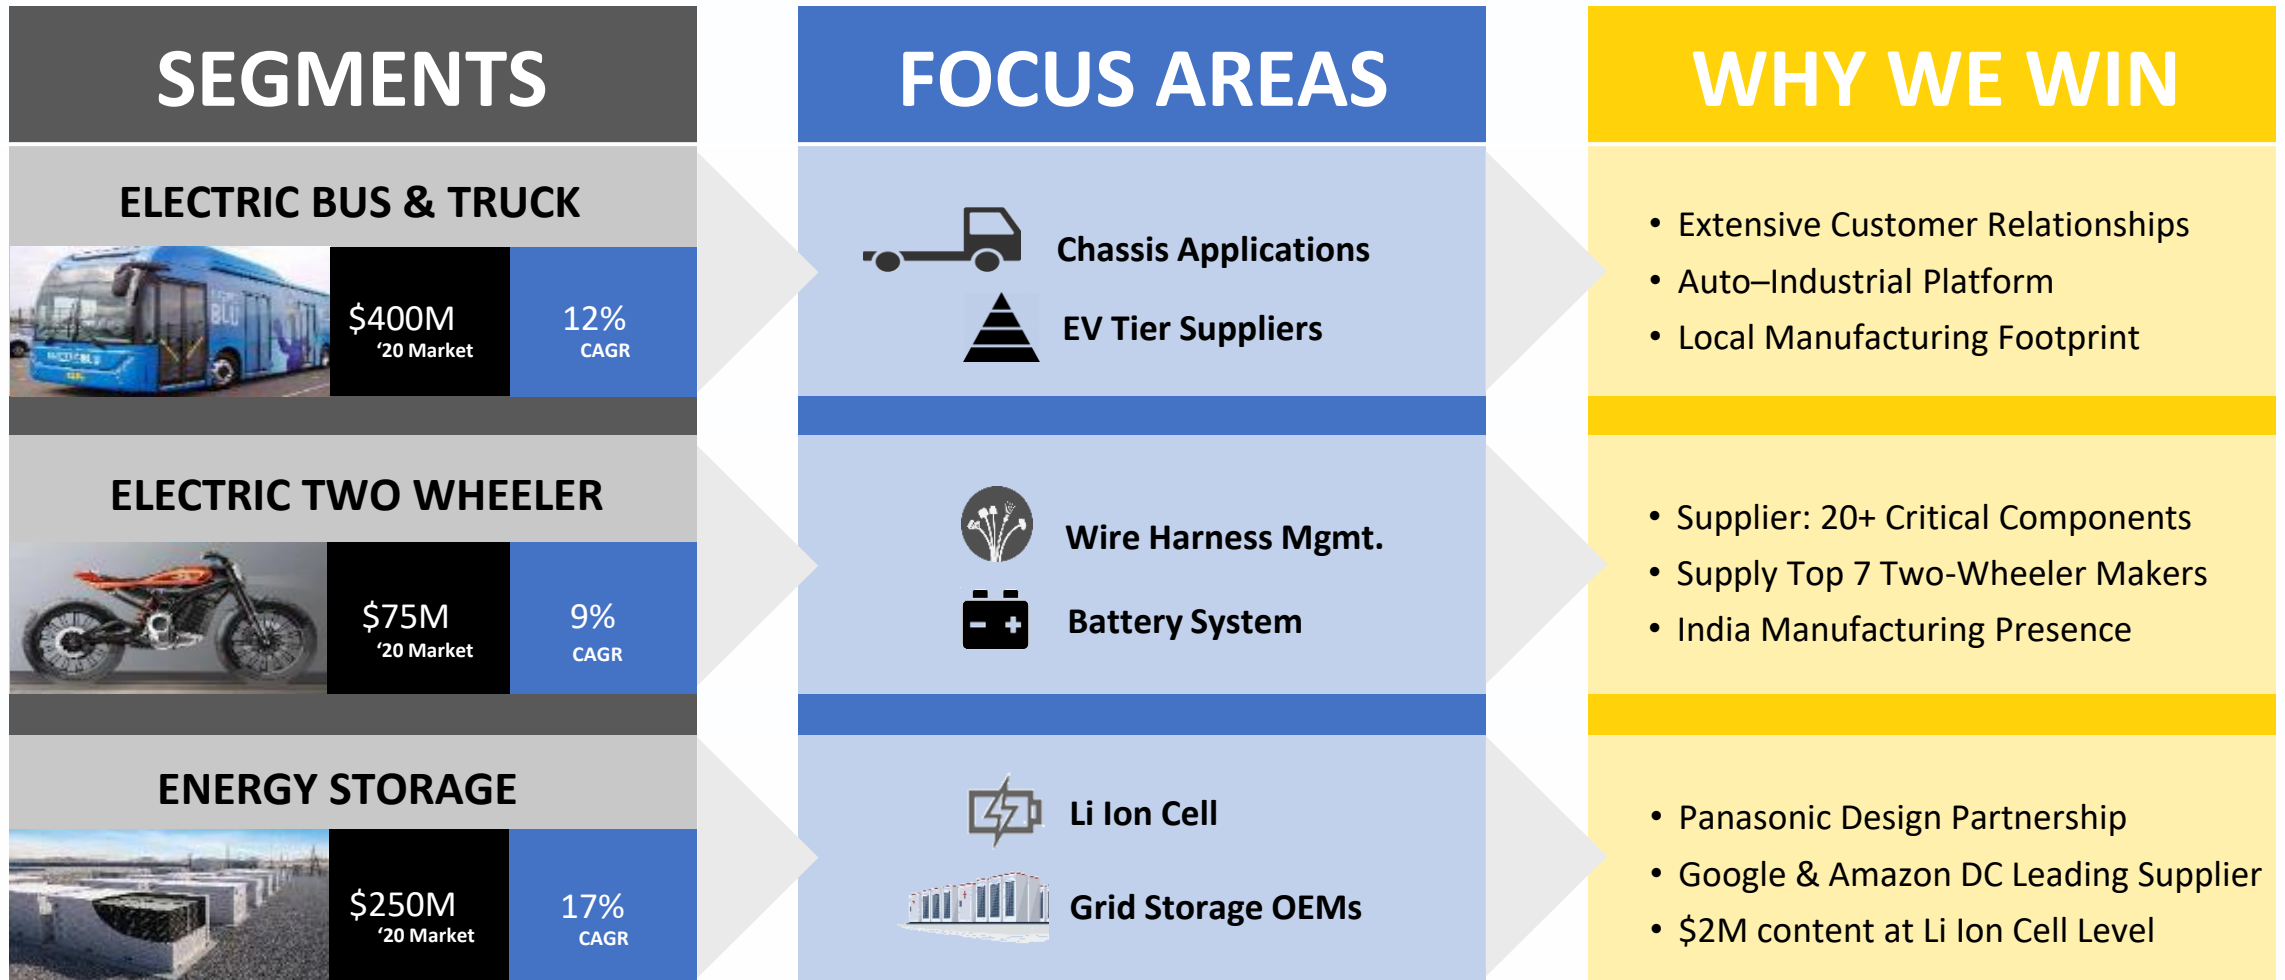 SEGMENTS
FOCUS AREAS
WHY WE WIN
ELECTRIC BUS & TRUCK
BLU
$400M
‘20 Market
12%
CAGR
Chassis Applications
EV Tier Suppliers
• Extensive Customer Relationships
• Auto–Industrial Platform
• Local Manufacturing Footprint
ELECTRIC TWO WHEELER
$75M
‘20 Market
9%
CAGR
Wire Harness Mgmt.
Battery System
• Supplier: 20+ Critical Components
• Supply Top 7 Two-Wheeler Makers
• India Manufacturing Presence
ENERGY STORAGE
$250M
‘20 Market
17%
CAGR
Li Ion Cell
Grid Storage OEMs
• Panasonic Design Partnership
• Google & Amazon DC Leading Supplier
• $2M content at Li Ion Cell Level